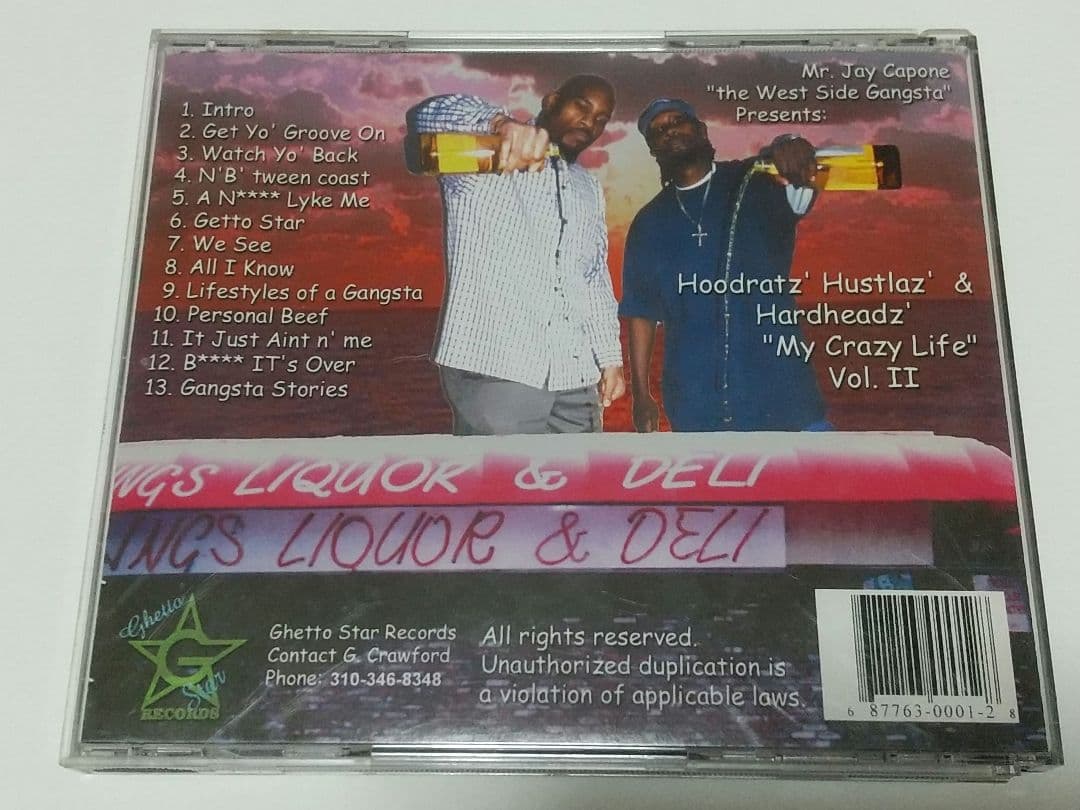 1. Intro
2. Get Yo' Groove On
3. Watch Yo' Back
4. N'B' tween coast
5. A N**** Lyke Me
6. Getto Star
7. We See
8. All I Know
9. Lifestyles of a Gangsta
10. Personal Beef
11. It Just Aint n' me
12. B**** IT's Over
13. Gangsta Stories
Mr. Jay Capone
"the West Side Gangsta"
Presents:
Hoodratz' Hustlaz' &
Hardheadz'
"My Crazy Life"
Vol. II
NGS LIQUOR & DELI
INGS LIQUOR & DELI
Ghetto
G
Star
RECORDS
Ghetto Star Records
Contact G. Crawford
Phone: 310-346-8348
All rights reserved.
Unauthorized duplication is
a violation of applicable laws.
6 87763-0001-2 8